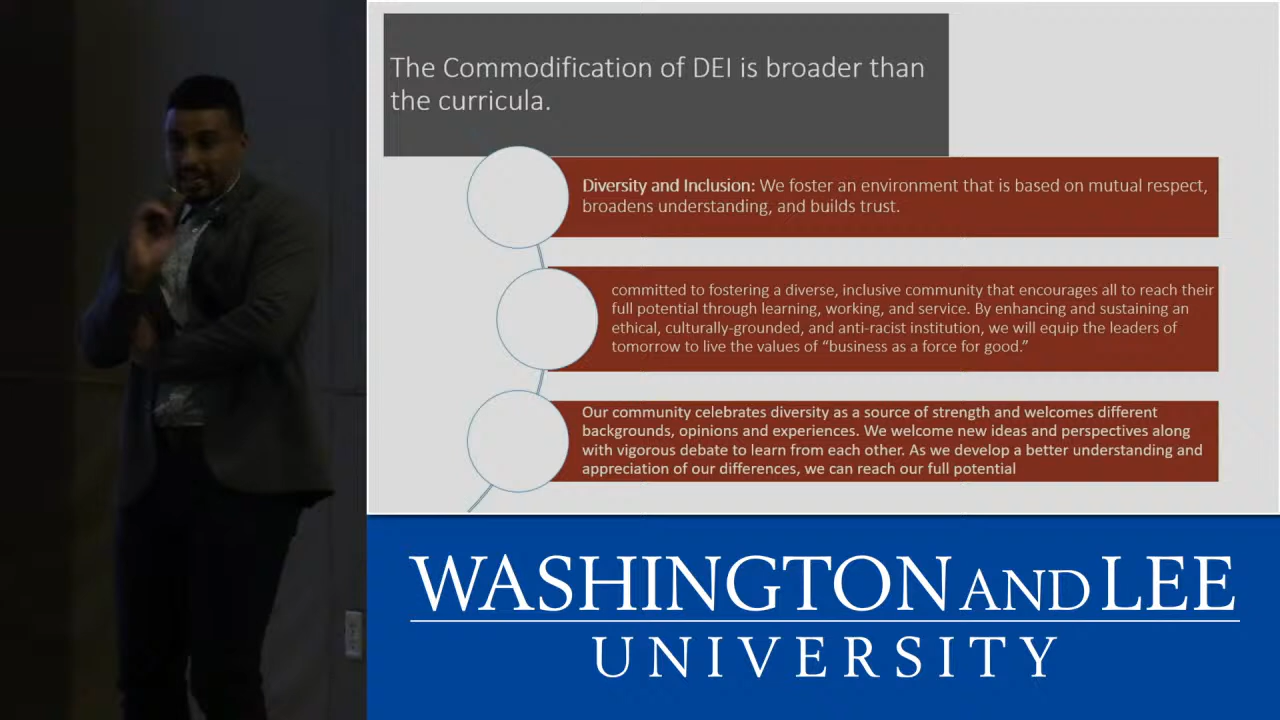 The Commodification of DEI is broader than
the curricula.
Diversity and Inclusion: We foster an environment that is based on mutual respect,
broadens understanding, and builds trust.
committed to fostering a diverse, inclusive community that encourages all to reach their
full potential through learning, working, and service. By enhancing and sustaining an
ethical, culturally-grounded, and anti-racist institution, we will equip the leaders of
tomorrow to live the values of “business as a force for good.”
Our community celebrates diversity as a source of strength and welcomes different
backgrounds, opinions and experiences. We welcome new ideas and perspectives along
with vigorous debate to learn from each other. As we develop a better understanding and
appreciation of our differences, we can reach our full potential
WASHINGTON AND LEE
UNIVERSITY